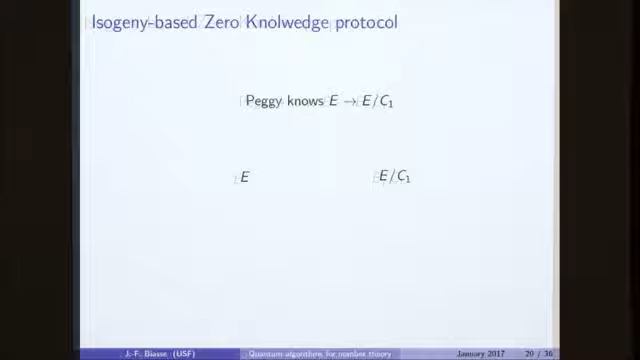 Isogeny-based Zero Knolwedge protocol
Peggy knows E → E/C₁
E E/C₁
J.-F. Biasse (USF) Quantum algorithms for number theory January 2017 20 / 36